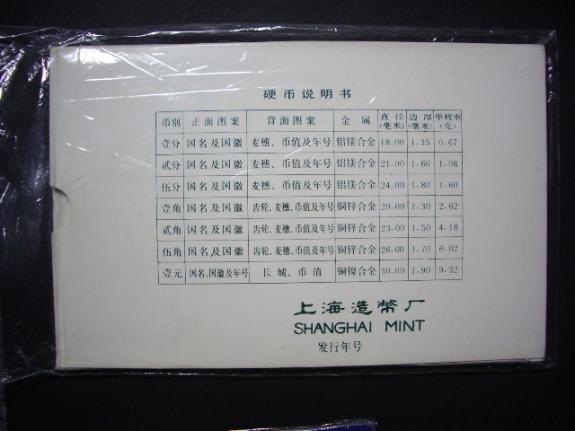 硬币说明书
币别 正面图案 背面图案 金属 直径(毫米) 边厚(毫米) 单枚重(克)
壹分 国名及国徽 麦穗、币值及年号 铝镁合金 18.00 1.35 0.67
贰分 国名及国徽 麦穗、币值及年号 铝镁合金 21.00 1.60 1.08
伍分 国名及国徽 麦穗、币值及年号 铝镁合金 24.00 1.80 1.60
壹角 国名及国徽 齿轮、麦穗、币值及年号 铜锌合金 20.00 1.30 2.62
贰角 国名及国徽 齿轮、麦穗、币值及年号 铜锌合金 23.00 1.50 4.18
伍角 国名及国徽 齿轮、麦穗、币值及年号 铜锌合金 26.00 1.70 6.02
壹元 国名、国徽及年号 长城、币值 铜镍合金 30.00 1.90 9.32
上海造幣厂
SHANGHAI MINT
发行年号